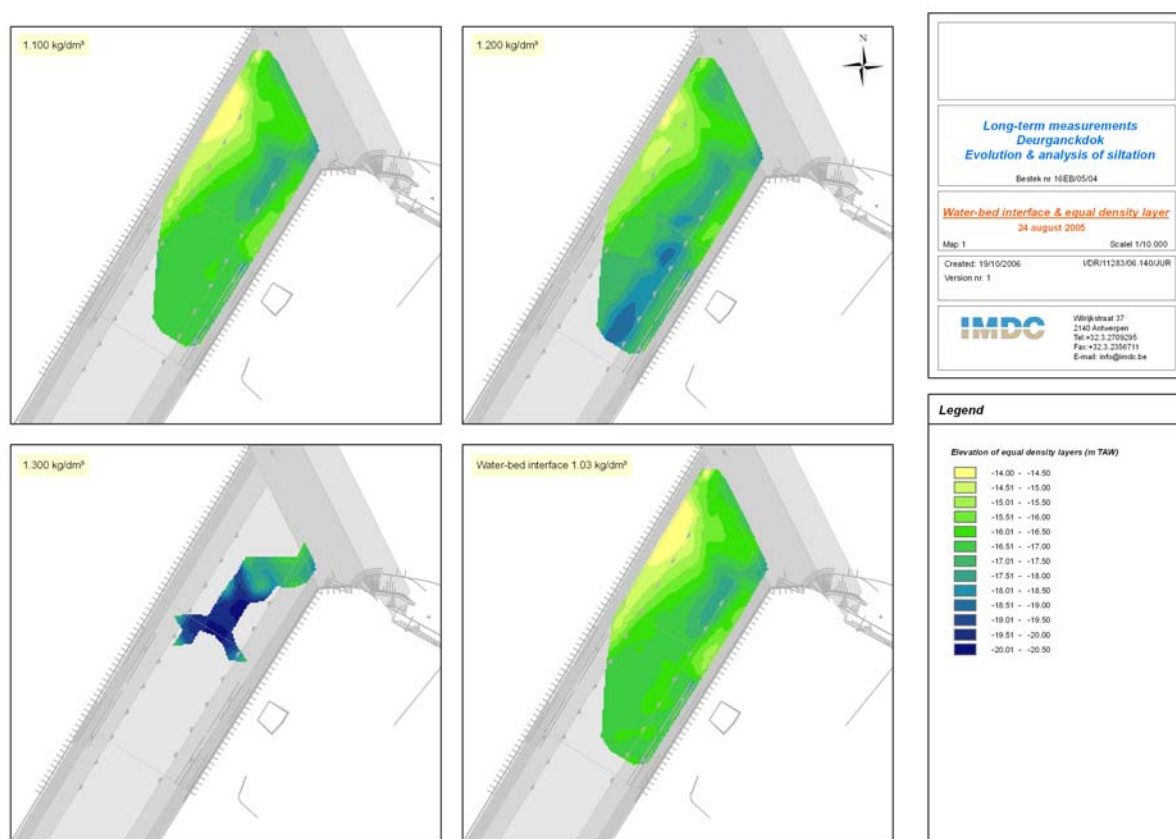 1.100 kg/dm³
1.200 kg/dm³
N
1.300 kg/dm³
Water-bed interface 1.03 kg/dm³
Long-term measurements
Deurganckdok
Evolution & analysis of siltation
Bestek nr 16EB/05/04
Water-bed interface & equal density layer
24 august 2005
Map 1 Scalel 1/10.000
Created: 19/10/2006 I/DR/11283/06.140/JUR
Version nr. 1
IMDC
Wilrijkstraat 37
2140 Antwerpen
Tel:+32.3.2709295
Fax:+32.3.2356711
E-mail: info@imdc.be
Legend
Elevation of equal density layers (m TAW)
-14.00 - -14.50
-14.51 - -15.00
-15.01 - -15.50
-15.51 - -16.00
-16.01 - -16.50
-16.51 - -17.00
-17.01 - -17.50
-17.51 - -18.00
-18.01 - -18.50
-18.51 - -19.00
-19.01 - -19.50
-19.51 - -20.00
-20.01 - -20.50